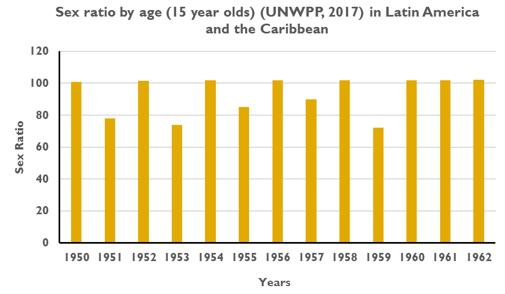 Sex ratio by age (15 year olds) (UNWPP, 2017) in Latin America
and the Caribbean
120
100
80
60
40
20
0
Sex Ratio
1950 1951 1952 1953 1954 1955 1956 1957 1958 1959 1960 1961 1962
Years